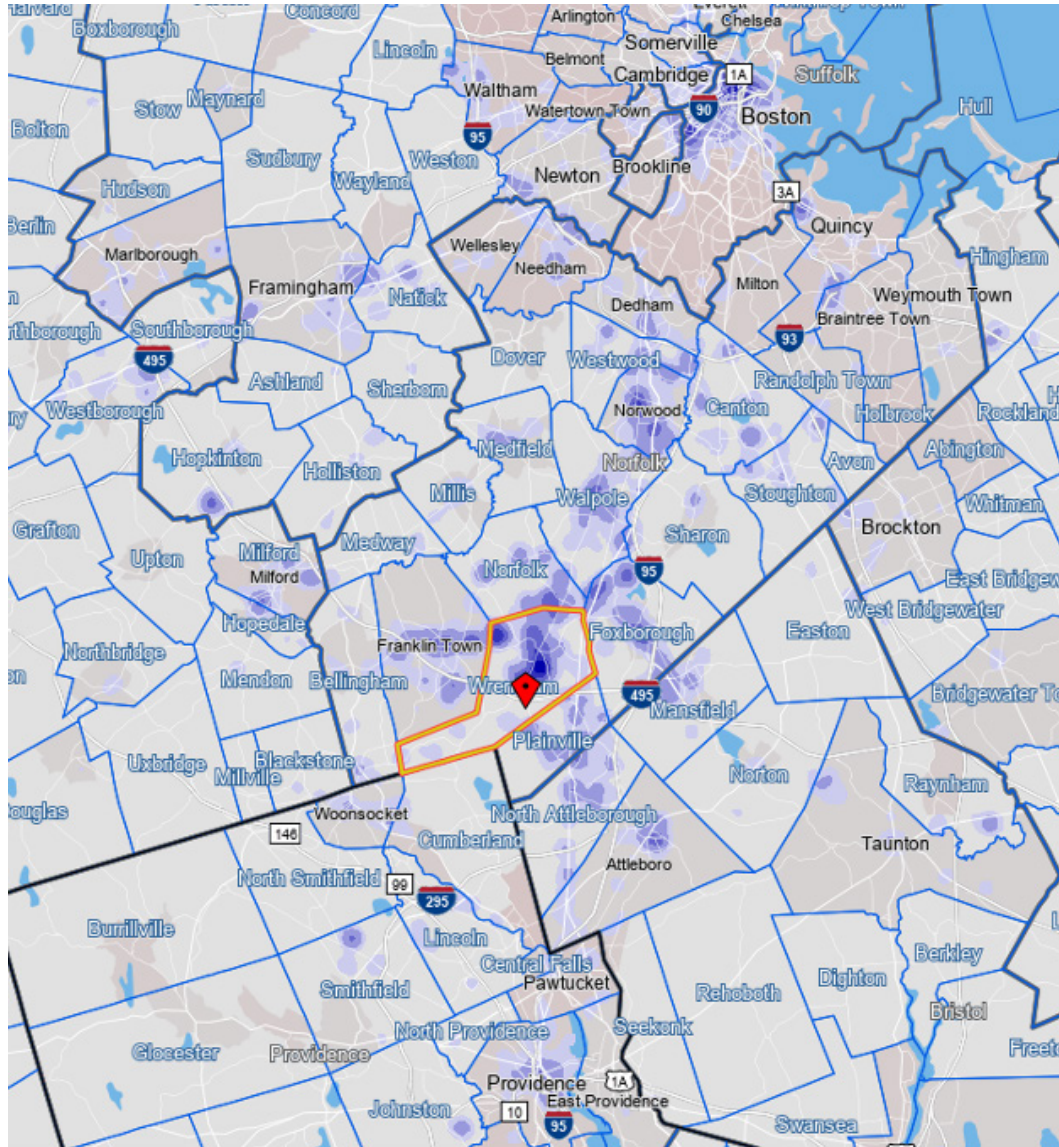 Arlington
Chelsea
Concord
Boxborough
Lincoln
Belmont
Somerville
Cambridge
1A
Suffolk
Stow
Maynard
Waltham
Watertown Town
90
Boston
Hull
Bolton
95
Sudbury
Weston
Wayland
Newton
Brookline
3A
Hudson
Berlin
Quincy
Marlborough
Wellesley
Needham
Hingham
Framingham
Natick
Dedham
Milton
Weymouth Town
Braintree Town
Southborough
93
495
Dover
Westwood
Ashland
Sherborn
Randolph Town
Westborough
Norwood
Canton
Holbrook
Rockland
Medfield
Norfolk
Abington
Hopkinton
Holliston
Avon
Millis
Walpole
Stoughton
Whitman
Grafton
Medway
Sharon
Brockton
Upton
Milford
Milford
Norfolk
95
East Bridgew
Hopedale
Foxborough
West Bridgewater
Easton
Northbridge
Franklin Town
Mendon
Bellingham
495
Mansfield
Bridgewater To
Plainville
Uxbridge
Blackstone
Millville
Norton
Raynham
Woonsocket
North Attleborough
146
Cumberland
Taunton
Attleboro
North Smithfield
99
295
Burrillville
Lincoln
Berkley
Central Falls
Pawtucket
Dighton
Smithfield
Rehoboth
Bristol
Seekonk
North Providence
Glocester
Providence
Providence
1A
East Providence
Johnston
10
95
Swansea